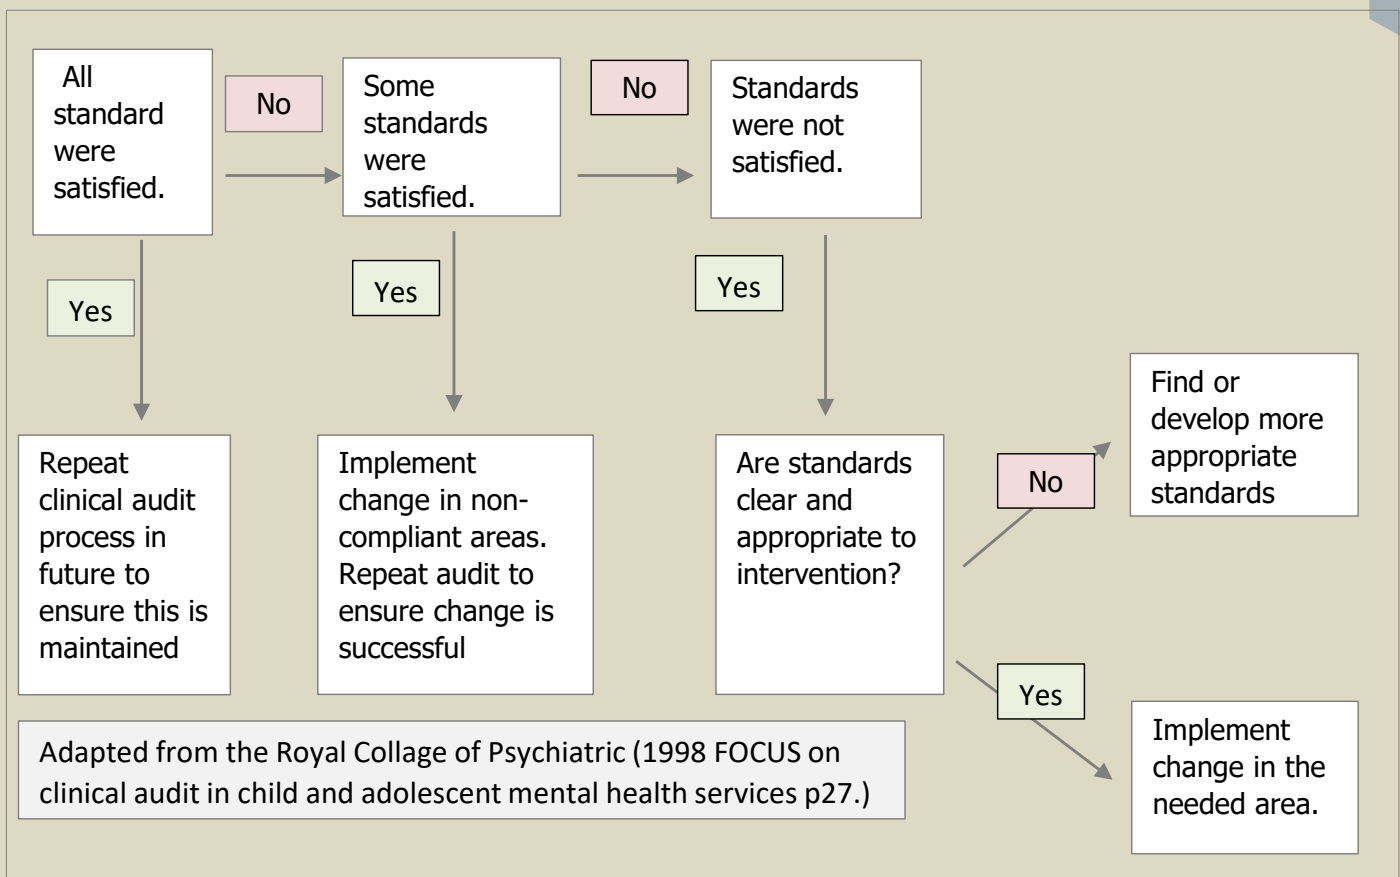 All
standard
were
satisfied.
No
Some
standards
were
satisfied.
No
Standards
were not
satisfied.
Yes
Yes
Yes
Repeat
clinical audit
process in
future to
ensure this is
maintained
Implement
change in non-
compliant areas.
Repeat audit to
ensure change is
successful
Are standards
clear and
appropriate to
intervention?
No
Find or
develop more
appropriate
standards
Yes
Implement
change in the
needed area.
Adapted from the Royal Collage of Psychiatric (1998 FOCUS on
clinical audit in child and adolescent mental health services p27.)